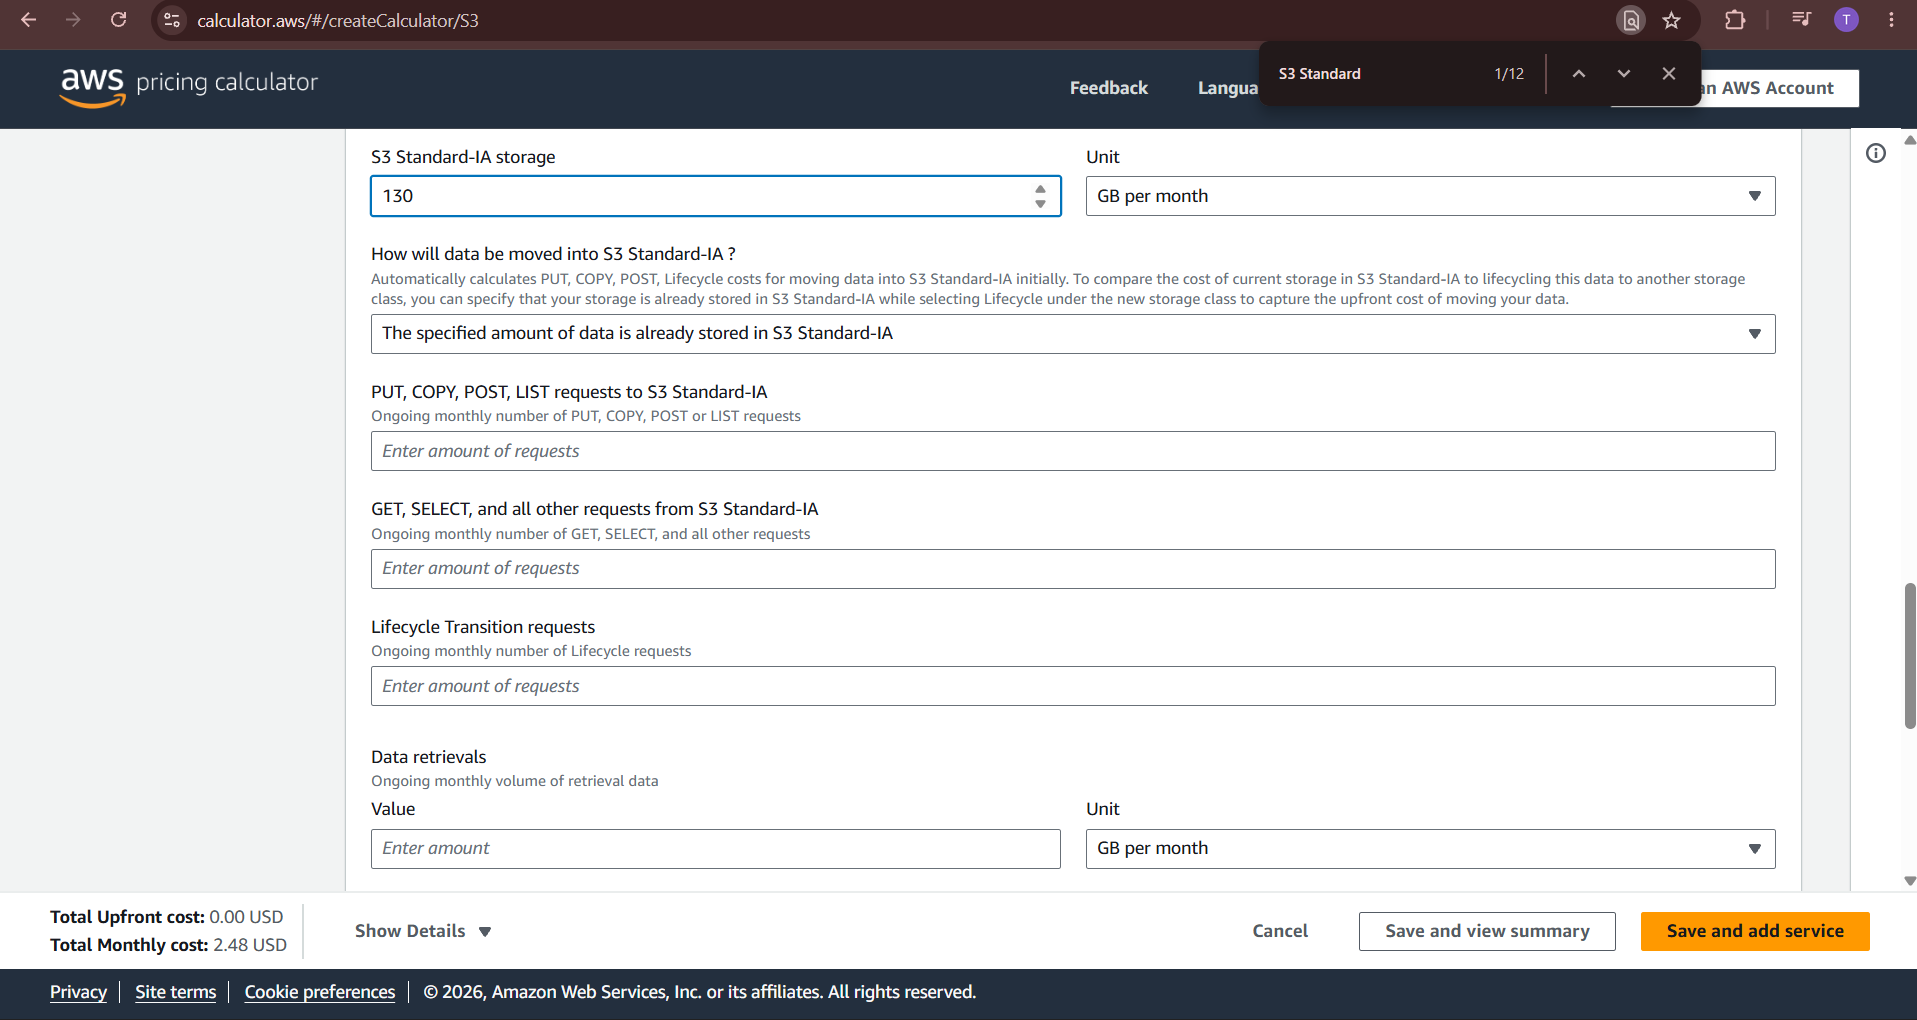 calculator.aws/#/createCalculator/S3
T
S3 Standard
1/12
aws pricing calculator
Feedback
Langua
an AWS Account
S3 Standard-IA storage
Unit
130
GB per month
How will data be moved into S3 Standard-IA ?
Automatically calculates PUT, COPY, POST, Lifecycle costs for moving data into S3 Standard-IA initially. To compare the cost of current storage in S3 Standard-IA to lifecycling this data to another storage
class, you can specify that your storage is already stored in S3 Standard-IA while selecting Lifecycle under the new storage class to capture the upfront cost of moving your data.
The specified amount of data is already stored in S3 Standard-IA
PUT, COPY, POST, LIST requests to S3 Standard-IA
Ongoing monthly number of PUT, COPY, POST or LIST requests
Enter amount of requests
GET, SELECT, and all other requests from S3 Standard-IA
Ongoing monthly number of GET, SELECT, and all other requests
Enter amount of requests
Lifecycle Transition requests
Ongoing monthly number of Lifecycle requests
Enter amount of requests
Data retrievals
Ongoing monthly volume of retrieval data
Value
Unit
Enter amount
GB per month
Total Upfront cost: 0.00 USD
Total Monthly cost: 2.48 USD
Show Details
Cancel
Save and view summary
Save and add service
Privacy
Site terms
Cookie preferences
© 2026, Amazon Web Services, Inc. or its affiliates. All rights reserved.